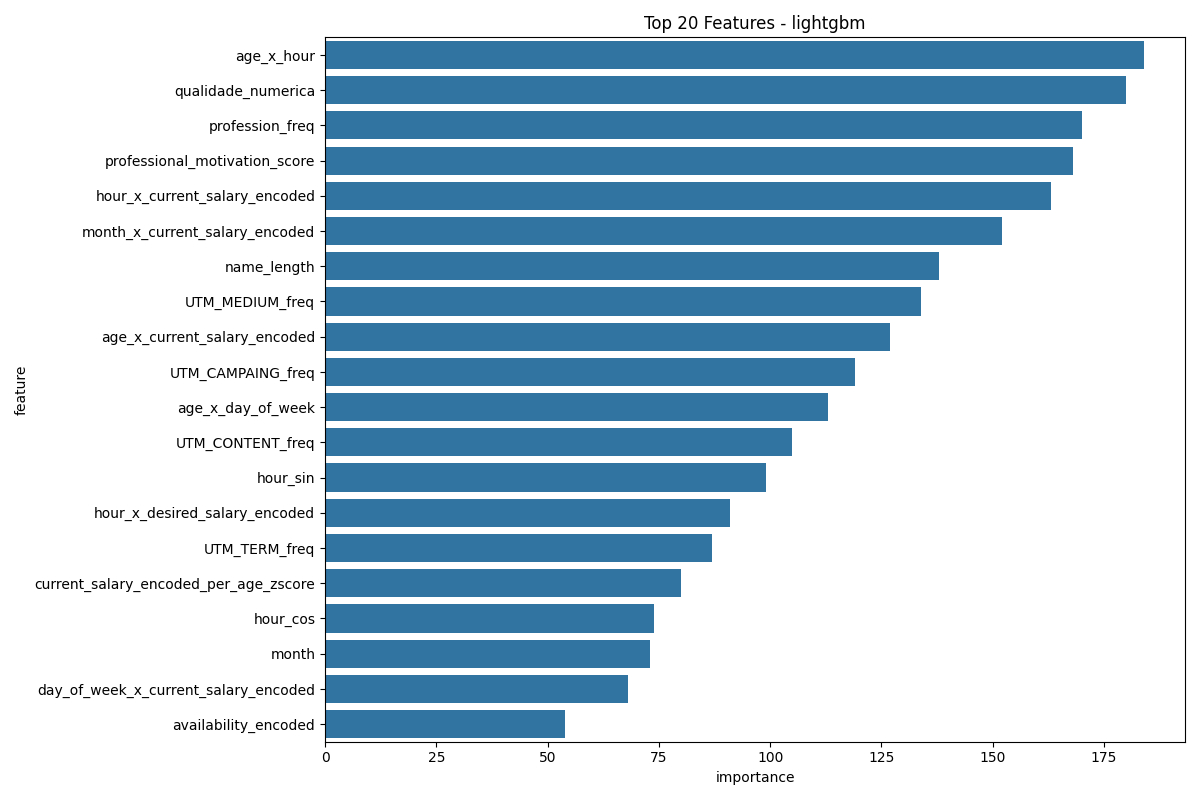 Top 20 Features - lightgbm
age_x_hour
qualidade_numerica
profession_freq
professional_motivation_score
hour_x_current_salary_encoded
month_x_current_salary_encoded
name_length
UTM_MEDIUM_freq
age_x_current_salary_encoded
UTM_CAMPAING_freq
age_x_day_of_week
UTM_CONTENT_freq
hour_sin
hour_x_desired_salary_encoded
UTM_TERM_freq
current_salary_encoded_per_age_zscore
hour_cos
month
day_of_week_x_current_salary_encoded
availability_encoded
feature
0 25 50 75 100 125 150 175
importance